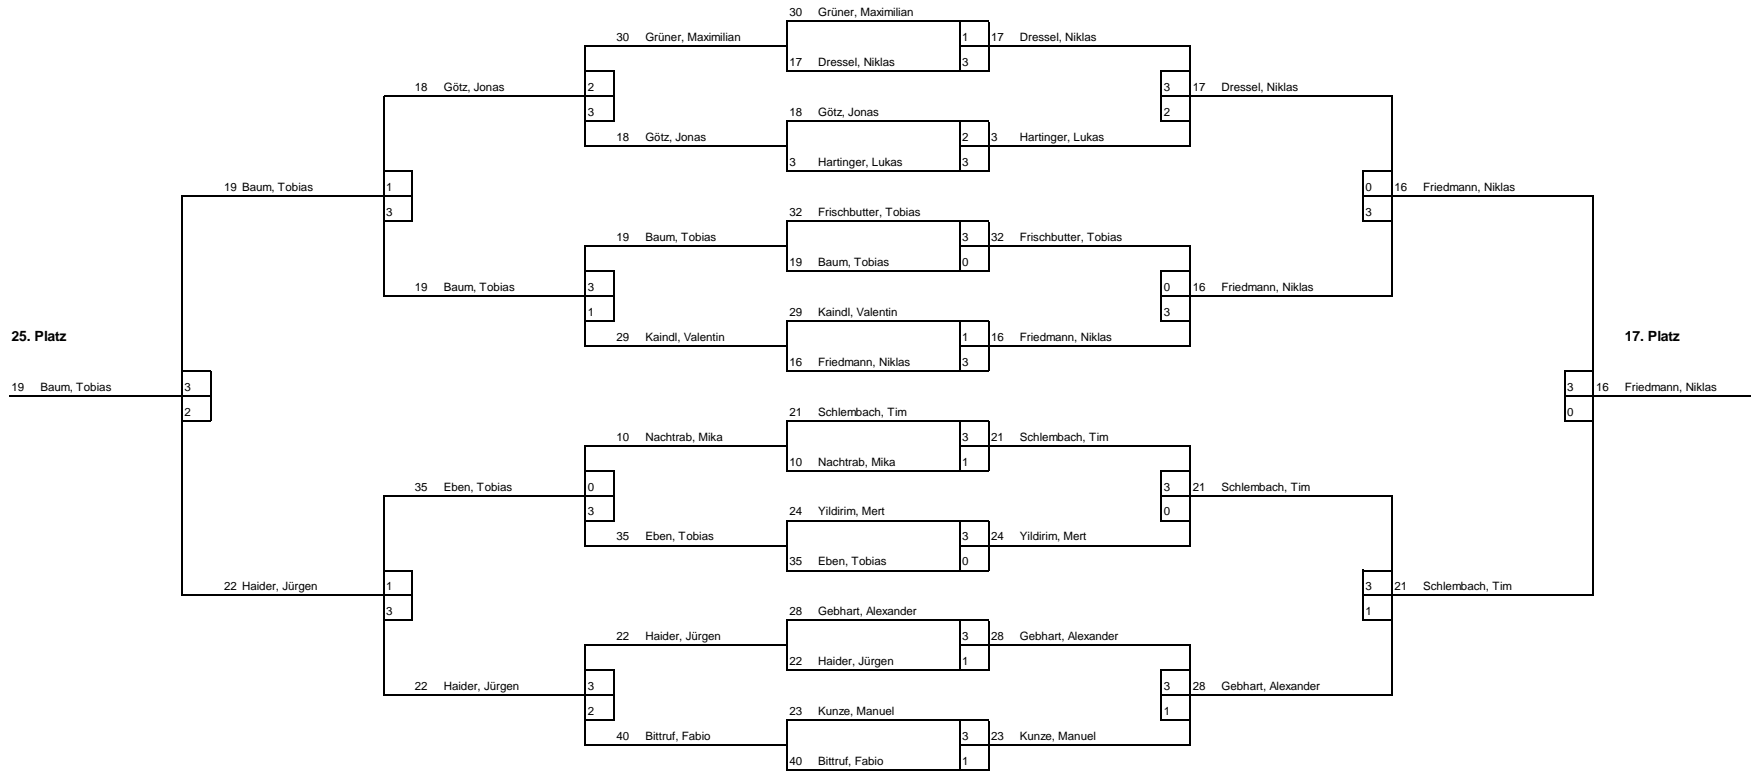 30 Grüner, Maximilian
30 Grüner, Maximilian 1 17 Dressel, Niklas
17 Dressel, Niklas 3
18 Götz, Jonas 2 3 17 Dressel, Niklas
3 18 Götz, Jonas 2
18 Götz, Jonas 2 3 Hartinger, Lukas
3 Hartinger, Lukas 3
19 Baum, Tobias 1 0 16 Friedmann, Niklas
3 32 Frischbutter, Tobias 3
19 Baum, Tobias 3 32 Frischbutter, Tobias
19 Baum, Tobias 0
19 Baum, Tobias 3 0 16 Friedmann, Niklas
1 29 Kaindl, Valentin 3
25. Platz 29 Kaindl, Valentin 1 16 Friedmann, Niklas 17. Platz
16 Friedmann, Niklas 3
19 Baum, Tobias 3 3 16 Friedmann, Niklas
2 21 Schlembach, Tim 0
10 Nachtrab, Mika 3 21 Schlembach, Tim
10 Nachtrab, Mika 1
35 Eben, Tobias 0 3 21 Schlembach, Tim
3 24 Yildirim, Mert 0
35 Eben, Tobias 3 24 Yildirim, Mert
35 Eben, Tobias 0
22 Haider, Jürgen 1 3 21 Schlembach, Tim
3 28 Gebhart, Alexander 1
22 Haider, Jürgen 3 28 Gebhart, Alexander
22 Haider, Jürgen 1
22 Haider, Jürgen 3 3 28 Gebhart, Alexander
2 23 Kunze, Manuel 1
40 Bittruf, Fabio 3 23 Kunze, Manuel
40 Bittruf, Fabio 1